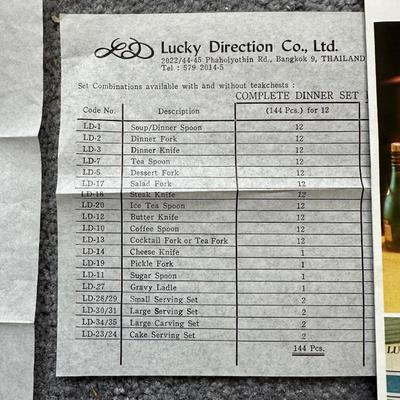 Lucky Direction Co., Ltd.
2022/44-45 Phaholyothin Rd., Bangkok 9, THAILAND
Tel : 579 2014-5
Set Combinations available with and without teakchests :
COMPLETE DINNER SET
Code No. Description (144 Pcs.) for 12
LD-1 Soup/Dinner Spoon 12
LD-2 Dinner Fork 12
LD-3 Dinner Knife 12
LD-7 Tea Spoon 12
LD-5 Dessert Fork 12
LD-17 Salad Fork 12
LD-18 Steak Knife 12
LD-20 Ice Tea Spoon 12
LD-12 Butter Knife 12
LD-10 Coffee Spoon 12
LD-13 Cocktail Fork or Tea Fork 12
LD-14 Cheese Knife 1
LD-19 Pickle Fork 1
LD-11 Sugar Spoon 1
LD-27 Gravy Ladle 1
LD-28/29 Small Serving Set 2
LD-30/31 Large Serving Set 2
LD-34/35 Large Carving Set 2
LD-23/24 Cake Serving Set 2
144 Pcs.